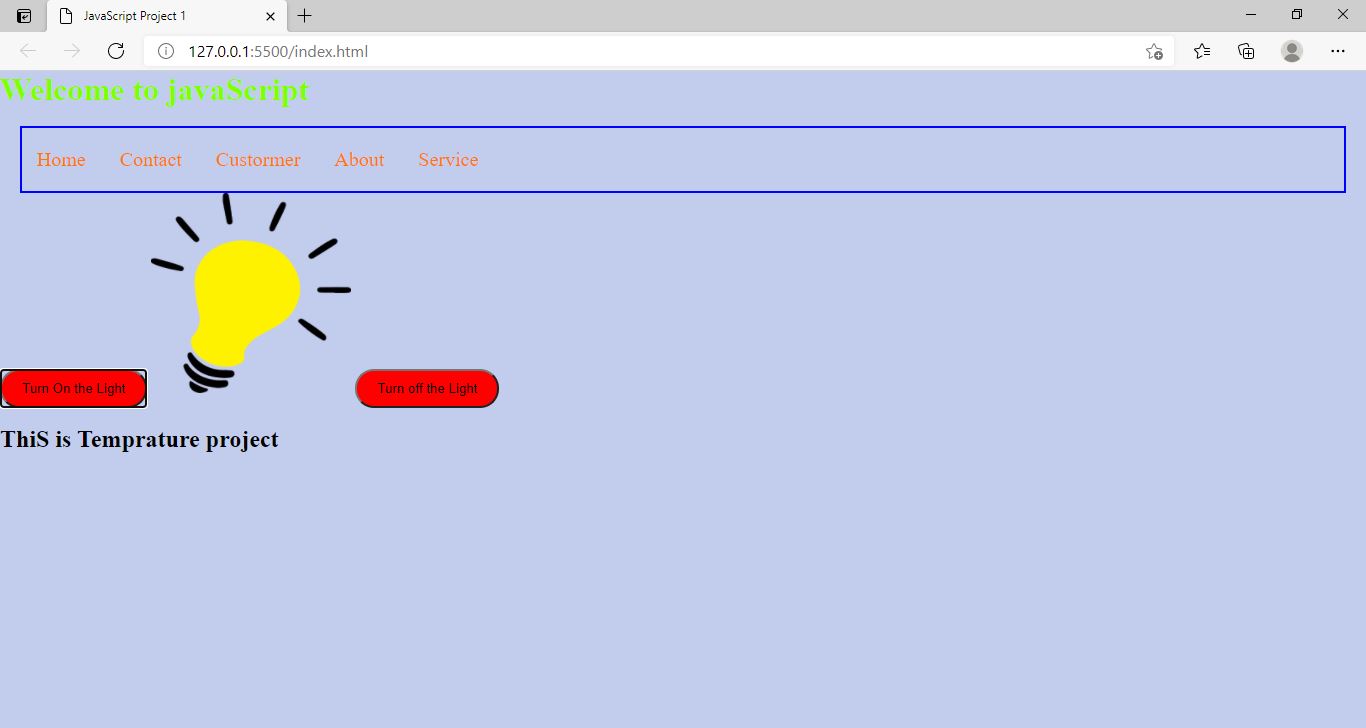 JavaScript Project 1
127.0.0.1:5500/index.html
Welcome to javaScript
Home Contact Custormer About Service
Turn On the Light Turn off the Light
ThiS is Temprature project